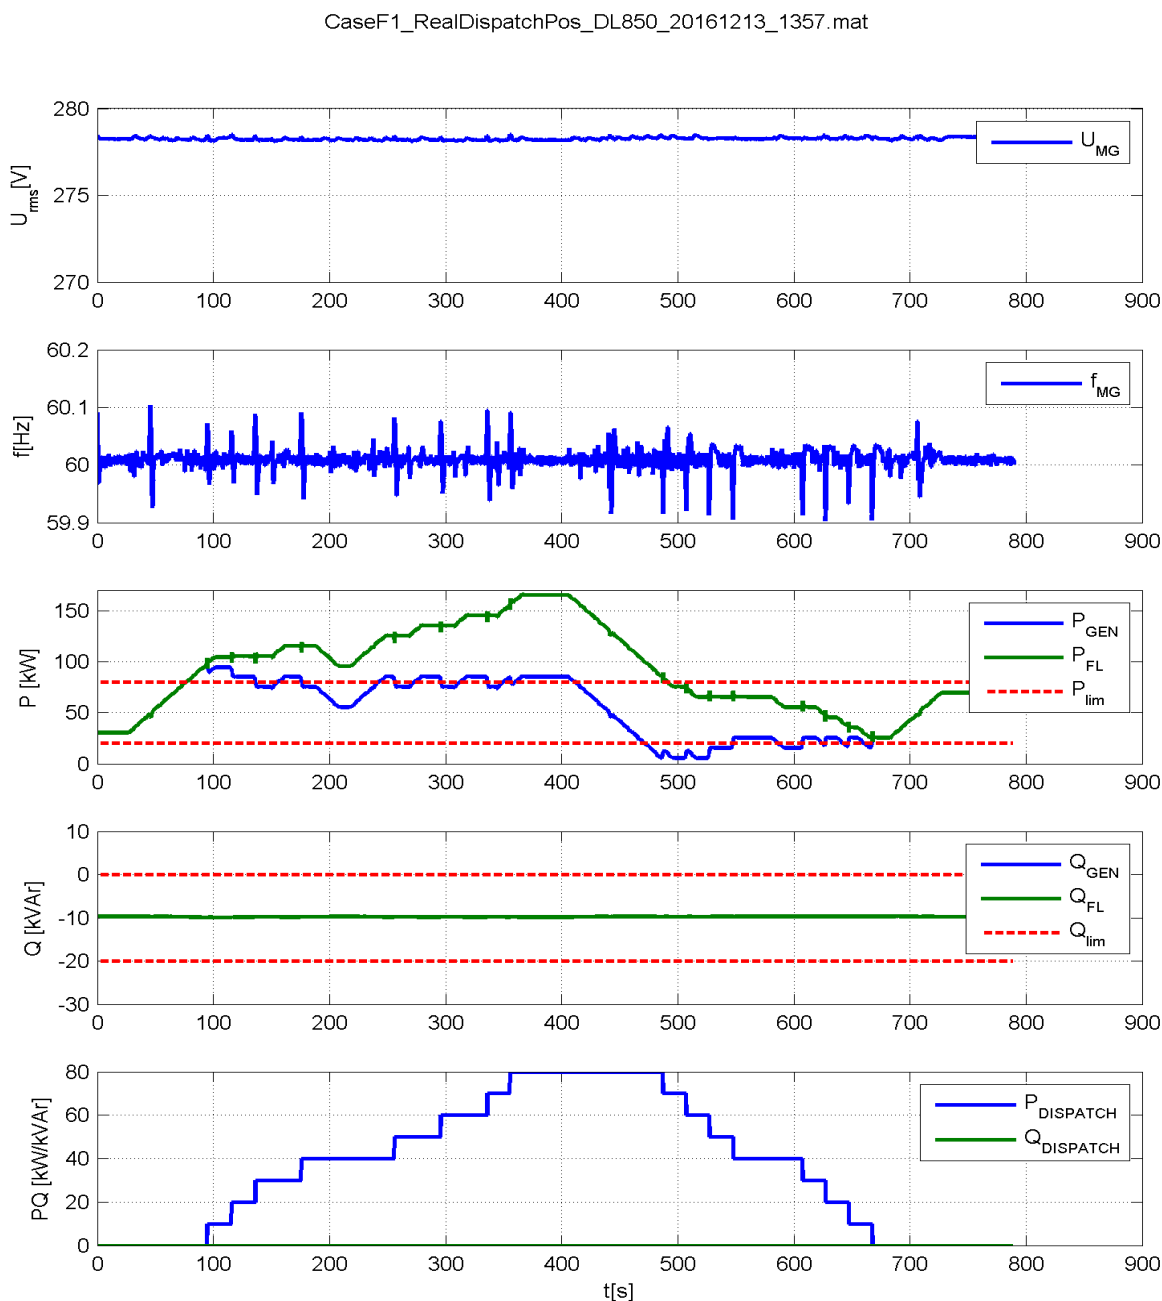 CaseF1_RealDispatchPos_DL850_20161213_1357.mat
280
275
270
U_rms[V]
U_MG
0 100 200 300 400 500 600 700 800 900
60.2
60.1
60
59.9
f[Hz]
f_MG
0 100 200 300 400 500 600 700 800 900
150
100
50
0
P [kW]
P_GEN
P_FL
P_lim
0 100 200 300 400 500 600 700 800 900
10
0
-10
-20
-30
Q [kVAr]
Q_GEN
Q_FL
Q_lim
0 100 200 300 400 500 600 700 800 900
80
60
40
20
0
PQ [kW/kVAr]
P_DISPATCH
Q_DISPATCH
0 100 200 300 400 500 600 700 800 900
t[s]